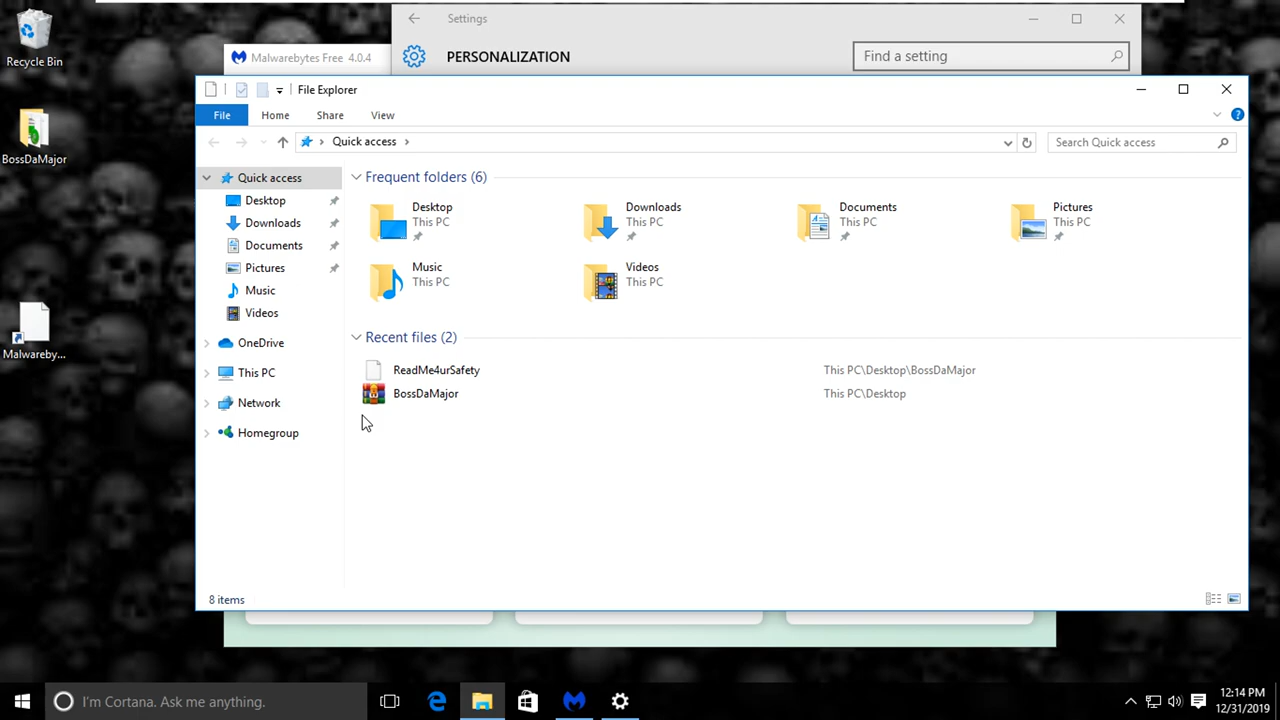 Recycle Bin
BossDaMajor
Malwareby...
Settings
PERSONALIZATION
Find a setting
Malwarebytes Free 4.0.4
File Explorer
File Home Share View
Quick access
Search Quick access
Quick access
Desktop
Downloads
Documents
Pictures
Music
Videos
OneDrive
This PC
Network
Homegroup
Frequent folders (6)
Desktop
This PC
Downloads
This PC
Documents
This PC
Pictures
This PC
Music
This PC
Videos
This PC
Recent files (2)
ReadMe4urSafety This PC\Desktop\BossDaMajor
BossDaMajor This PC\Desktop
8 items
I'm Cortana. Ask me anything.
12:14 PM
12/31/2019